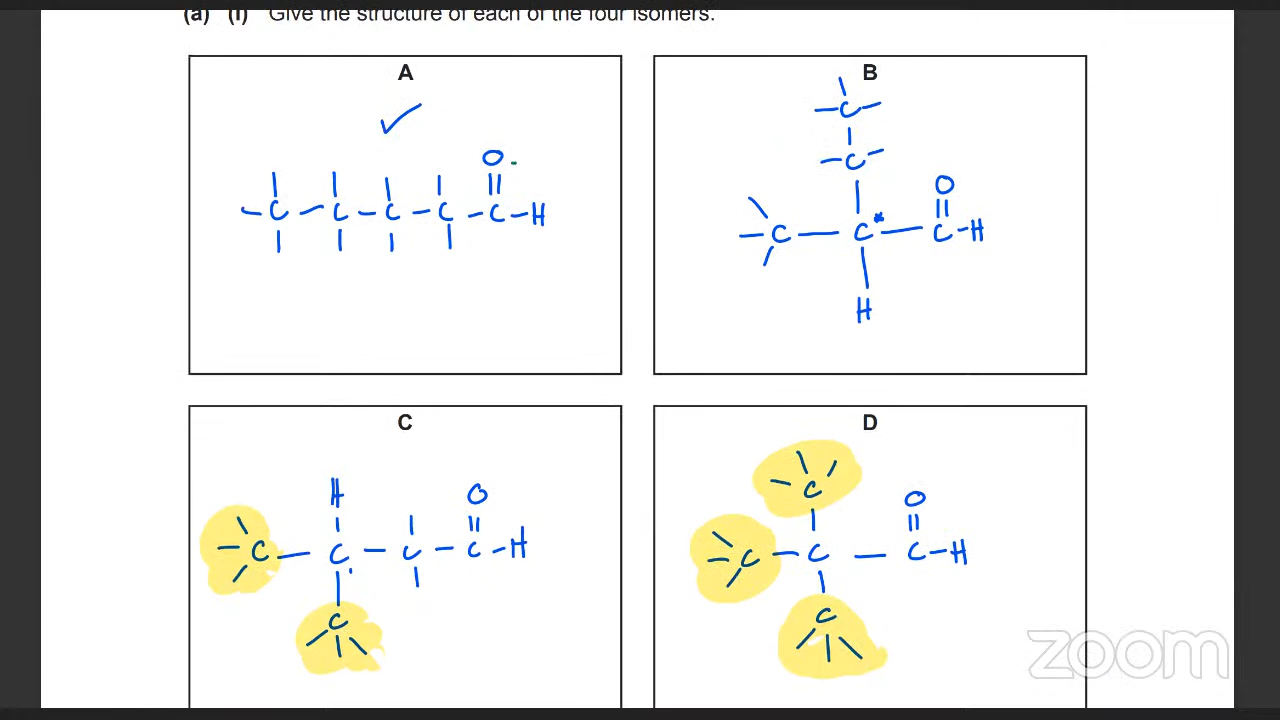 (a) (i) Give the structure of each of the four isomers.
A
O
C C C C C H
B
C
C
O
C C* C H
H
C
H O
C C C C H
C
D
C O
C C C H
C
zoom